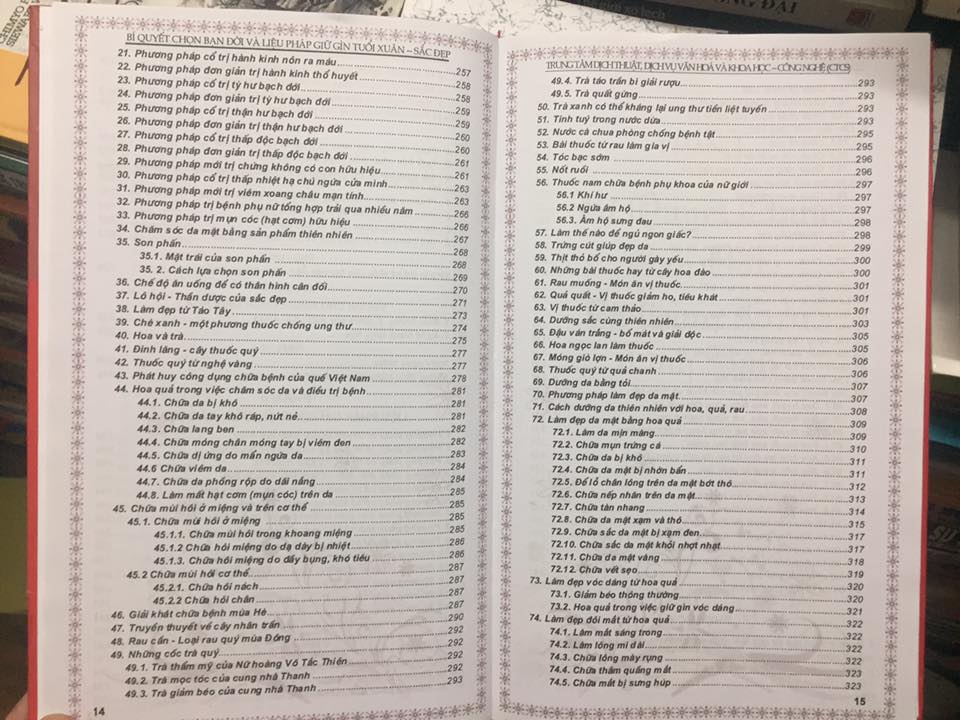 BÍ QUYẾT CHỌN BẠN ĐỜI VÀ LIỆU PHÁP GIỮ GÌN TUỔI XUÂN – SẮC ĐẸP
21. Phương pháp cổ trị hành kinh nôn ra máu 257
22. Phương pháp đơn giản trị hành kinh thổ huyết 258
23. Phương pháp cổ trị tỳ hư bạch đới 258
24. Phương pháp đơn giản trị tỳ hư bạch đới 259
25. Phương pháp cổ trị thận hư bạch đới 259
26. Phương pháp đơn giản trị thận hư bạch đới 260
27. Phương pháp cổ trị thấp độc bạch đới 260
28. Phương pháp đơn giản trị thấp độc bạch đới 261
29. Phương pháp mới trị chứng không có con hữu hiệu 261
30. Phương pháp cổ trị thấp nhiệt hạ chú ngứa cửa mình 263
31. Phương pháp mới trị viêm xoang chậu mạn tính 263
32. Phương pháp trị bệnh phụ nữ tổng hợp trải qua nhiều năm 266
33. Phương pháp trị mụn cóc (hạt cơm) hữu hiệu 266
34. Chăm sóc da mặt bằng sản phẩm thiên nhiên 267
35. Son phấn 268
35.1. Mặt trái của son phấn 268
35. 2. Cách lựa chọn son phấn 269
36. Chế độ ăn uống để có thân hình cân đối 270
37. Lô hội - Thần dược của sắc đẹp 271
38. Làm đẹp từ Táo Tây 273
39. Chè xanh - một phương thuốc chống ung thư 274
40. Hoa và trà 275
41. Đinh lăng - cây thuốc quý 277
42. Thuốc quý từ nghệ vàng 277
43. Phát huy công dụng chữa bệnh của quế Việt Nam 278
44. Hoa quả trong việc chăm sóc da và điều trị bệnh 281
44.1. Chữa da bị khô 281
44.2. Chữa da tay khô ráp, nứt nẻ 281
44.3. Chữa lang ben 282
44.4. Chữa móng chân móng tay bị viêm đen 282
44.5. Chữa dị ứng do mẩn ngứa da 283
44.6 Chữa viêm da 284
44.7. Chữa da phồng rộp do dãi nắng 284
44.8. Làm mất hạt cơm (mụn cóc) trên da 285
45. Chữa mùi hôi ở miệng và trên cơ thể 285
45.1. Chữa mùi hôi ở miệng 285
45.1.1. Chữa mùi hôi trong khoang miệng 285
45.1.2 Chữa hôi miệng do dạ dày bị nhiệt 286
45.1.3. Chữa hôi miệng do đầy bụng, khó tiêu 286
45.2 Chữa mùi hôi cơ thể 287
45.2.1. Chữa hôi nách 287
45.2.2 Chữa hôi chân 287
46. Giải khát chữa bệnh mùa Hè 287
47. Truyền thuyết về cây nhân trần 290
48. Rau cần - Loại rau quý mùa Đông 292
49. Những cốc trà quý 292
49.1. Trà thẩm mỹ của Nữ hoàng Võ Tắc Thiên 292
49.2. Trà mọc tóc của cung nhà Thanh 292
49.3. Trà giảm béo của cung nhà Thanh 293
14
TRUNG TÂM DỊCH THUẬT, DỊCH VỤ VĂN HOÁ VÀ KHOA HỌC – CÔNG NGHỆ (CTCS)
49.4. Trà táo trần bì giải rượu 293
49.5. Trà quất gừng 293
50. Trà xanh có thể kháng lại ung thư tiền liệt tuyến 293
51. Tinh tuý trong nước dừa 293
52. Nước cà chua phòng chống bệnh tật 295
53. Bài thuốc từ rau làm gia vị 295
54. Tóc bạc sớm 296
55. Nốt ruồi 296
56. Thuốc nam chữa bệnh phụ khoa của nữ giới 297
56.1 Khí hư 297
56.2 Ngứa âm hộ 297
56.3. Âm hộ sưng đau 298
57. Làm thế nào để ngủ ngon giấc? 298
58. Trứng cút giúp đẹp da 299
59. Thịt thỏ bổ cho người gầy yếu 300
60. Những bài thuốc hay từ cây hoa đào 300
61. Rau muống - Món ăn vị thuốc 301
62. Quả quất - Vị thuốc giảm ho, tiêu khát 301
63. Vị thuốc từ cam thảo 301
64. Dưỡng sắc cùng thiên nhiên 303
65. Đậu ván trắng - bổ mát và giải độc 305
66. Hoa ngọc lan làm thuốc 305
67. Móng giò lợn - Món ăn vị thuốc 306
68. Thuốc quý từ quả chanh 306
69. Dưỡng da bằng tỏi 307
70. Phương pháp làm đẹp da mặt 307
71. Cách dưỡng da thiên nhiên với hoa, quả, rau 308
72. Làm đẹp da mặt bằng hoa quả 309
72.1. Làm da mịn màng 309
72.2. Chữa mụn trứng cá 310
72.3. Chữa da bị khô 311
72.4. Chữa da mặt bị nhờn bẩn 311
72.5. Để lỗ chân lông trên da mặt bớt thô 312
72.6. Chữa nếp nhăn trên da mặt 313
72.7. Chữa tàn nhang 314
72.8. Chữa da mặt xạm và thô 315
72.9. Chữa sắc da mặt bị xạm đen 317
72.10. Chữa sắc da mặt khỏi nhợt nhạt 317
72.11. Chữa da mặt vàng 318
72.12. Chữa vết sẹo 319
73. Làm đẹp vóc dáng từ hoa quả 320
73.1. Giảm béo thông thường 320
73.2. Hoa quả trong việc giữ gìn vóc dáng 321
74. Làm đẹp đôi mắt từ hoa quả 322
74.1. Làm mắt sáng trong 322
74.2. Làm lông mi dài 322
74.3. Chữa lông mày rụng 322
74.4. Chữa thâm quầng mắt 323
74.5. Chữa mắt bị sưng húp 323
15